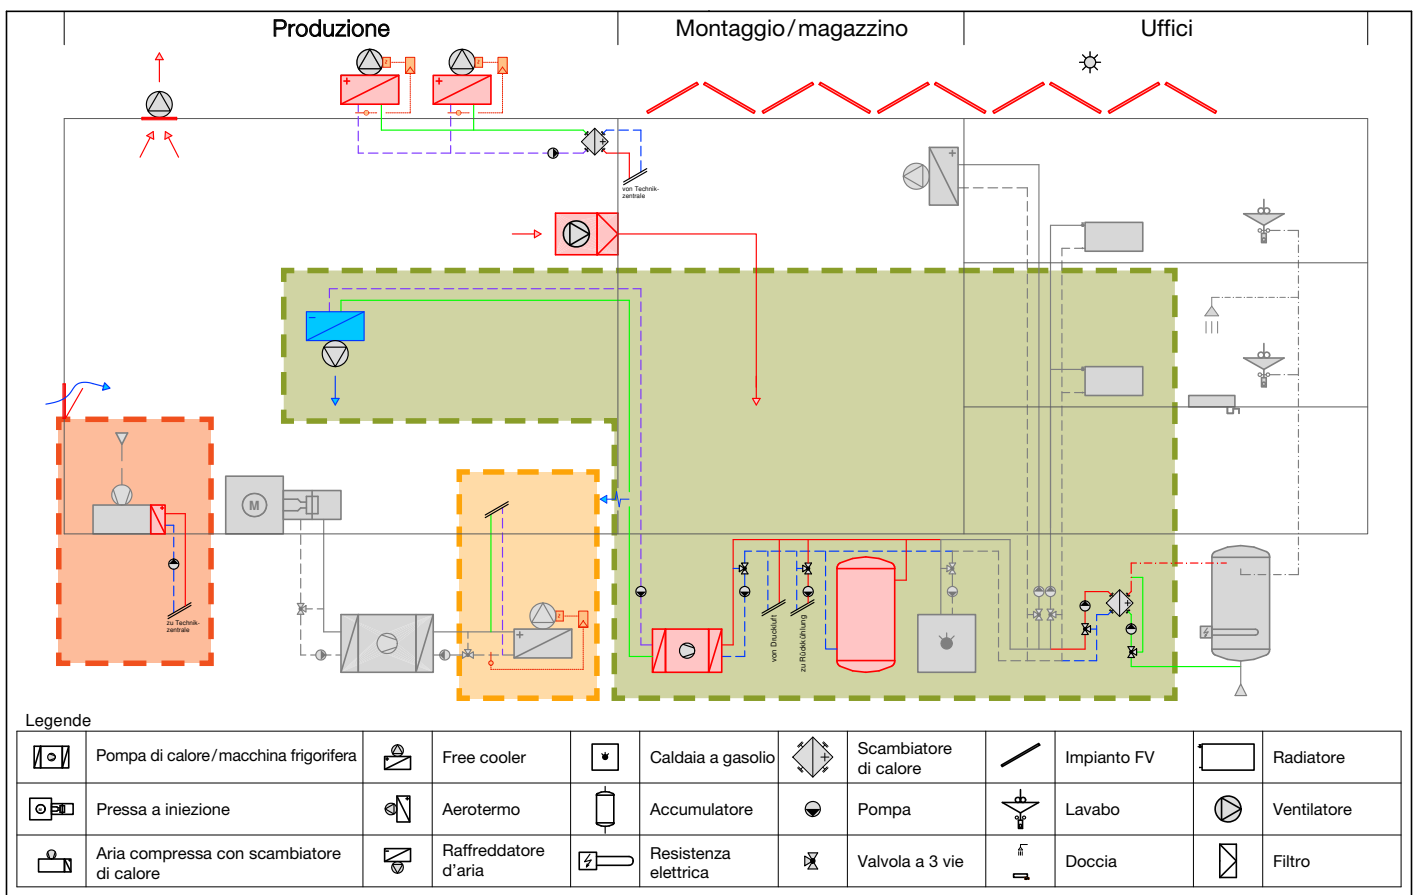 Produzione
Montaggio/magazzino
Uffici
von Technik-
zentrale
M
zu Technik-
zentrale
von Druckluft
zu Rückkühlung
Legende
Pompa di calore/macchina frigorifera
Free cooler
Caldaia a gasolio
Scambiatore
di calore
Impianto FV
Radiatore
Pressa a iniezione
Aerotermo
Accumulatore
Pompa
Lavabo
Ventilatore
Aria compressa con scambiatore
di calore
Raffreddatore
d'aria
Resistenza
elettrica
Valvola a 3 vie
Doccia
Filtro